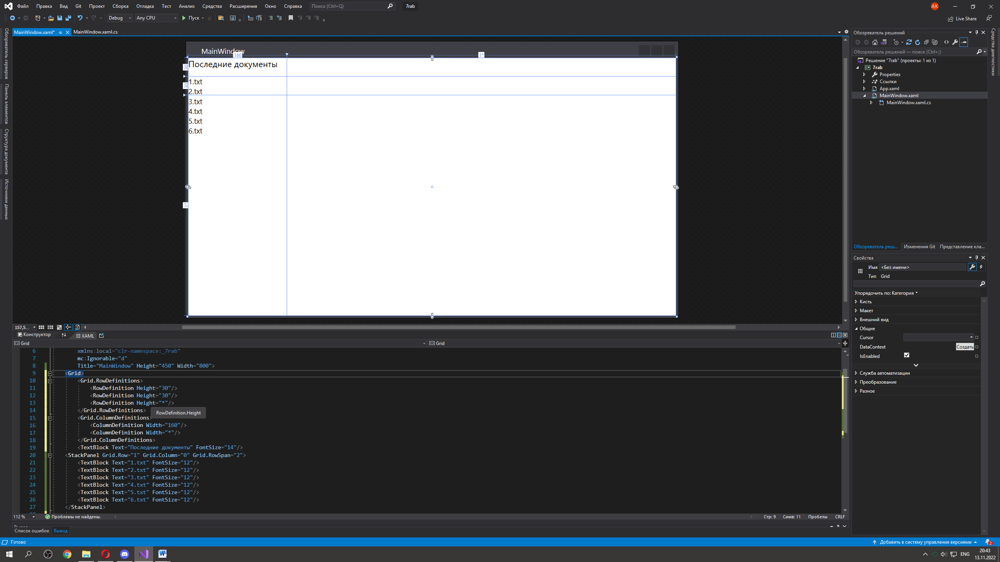 Файл Правка Вид Git Проект Сборка Отладка Тест Анализ Средства Расширения Окно Справка Поиск (Ctrl+Q) 7rab АК
Debug Any CPU Пуск Live Share
MainWindow.xaml* MainWindow.xaml.cs
Обозреватель серверов
Панель элементов
Структура документа
Источники данных
MainWindow
160 1*
30
30
1*
Последние документы
1.txt
2.txt
3.txt
4.txt
5.txt
6.txt
157,5...
Конструктор XAML
Grid Grid
6 xmlns:local="clr-namespace:_7rab"
7 mc:Ignorable="d"
8 Title="MainWindow" Height="450" Width="800">
9 <Grid>
10 <Grid.RowDefinitions>
11 <RowDefinition Height="30"/>
12 <RowDefinition Height="30"/>
13 <RowDefinition Height="*"/>
14 </Grid.RowDefinitions>
RowDefinition.Height
15 <Grid.ColumnDefinitions>
16 <ColumnDefinition Width="160"/>
17 <ColumnDefinition Width="*"/>
18 </Grid.ColumnDefinitions>
19 <TextBlock Text="Последние документы" FontSize="14"/>
20 <StackPanel Grid.Row="1" Grid.Column="0" Grid.RowSpan="2">
21 <TextBlock Text="1.txt" FontSize="12"/>
22 <TextBlock Text="2.txt" FontSize="12"/>
23 <TextBlock Text="3.txt" FontSize="12"/>
24 <TextBlock Text="4.txt" FontSize="12"/>
25 <TextBlock Text="5.txt" FontSize="12"/>
26 <TextBlock Text="6.txt" FontSize="12"/>
27 </StackPanel>
112 % Проблемы не найдены. Стр: 9 Симв: 11 Пробелы CRLF
Список ошибок Вывод
Обозреватель решений
Обозреватель решений — поиск (Ctrl+;)
Решение "7rab" (проекты: 1 из 1)
7rab
Properties
Ссылки
App.xaml
MainWindow.xaml
MainWindow.xaml.cs
Обозреватель реш... Изменения Git Представление кла...
Свойства
Имя <Без имени>
Тип Grid
Упорядочить по: Категория
Кисть
Макет
Внешний вид
Общие
Cursor
DataContext Создать
IsEnabled
Служба автоматизации
Преобразование
Разное
Средства диагностики
Готово Добавить в систему управления версиями 2
ENG 20:43
13.11.2022